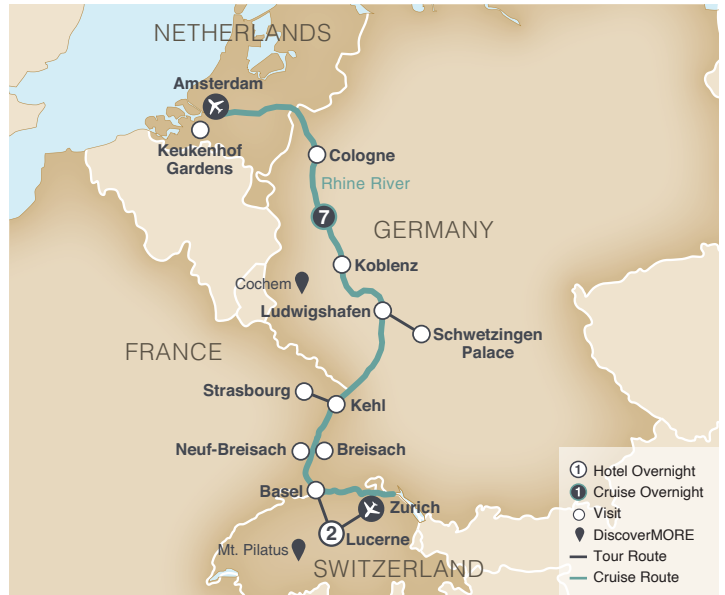 NETHERLANDS
Amsterdam
Keukenhof
Gardens
Cologne
Rhine River
7
GERMANY
Koblenz
Cochem
Ludwigshafen
Schwetzingen
Palace
FRANCE
Strasbourg
Kehl
Neuf-Breisach
Breisach
Basel
Zurich
2
Lucerne
Mt. Pilatus
SWITZERLAND
1 Hotel Overnight
1 Cruise Overnight
Visit
DiscoverMORE
Tour Route
Cruise Route